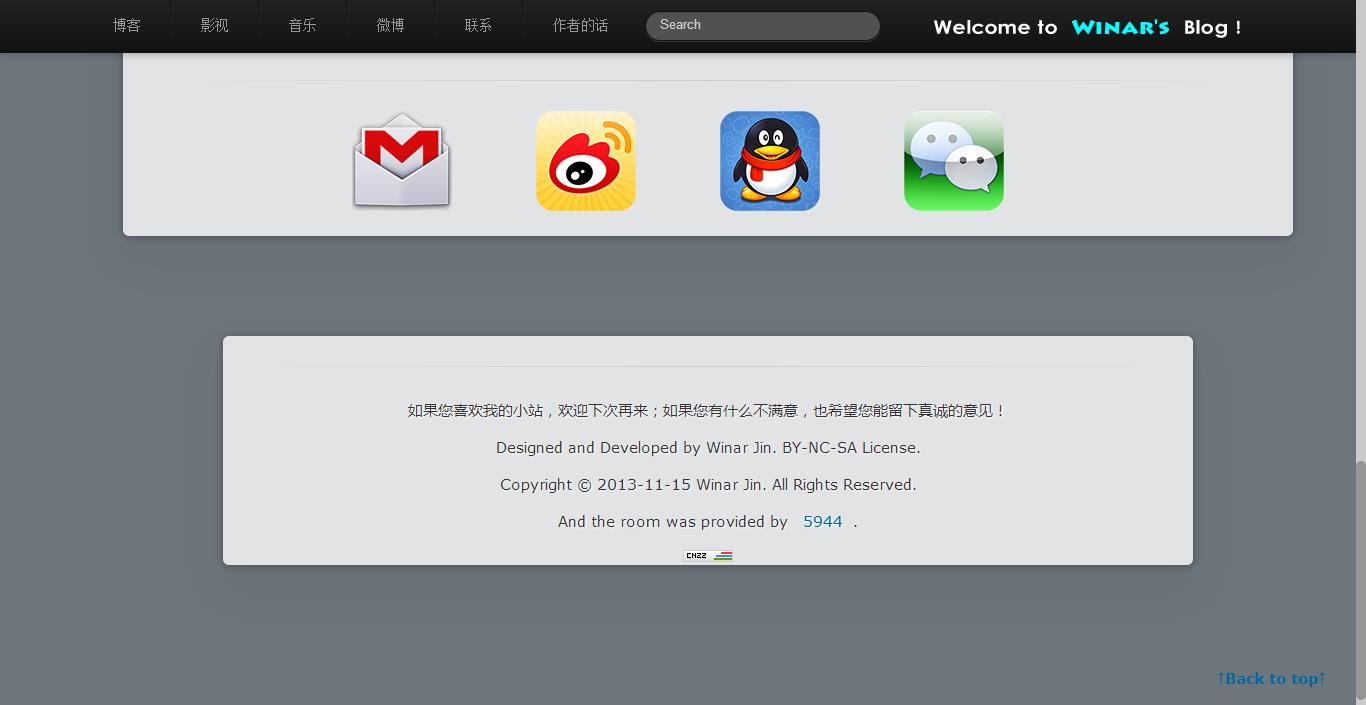 博客 影视 音乐 微博 联系 作者的话 Search Welcome to Winar's Blog !
如果您喜欢我的小站，欢迎下次再来；如果您有什么不满意，也希望您能留下真诚的意见！
Designed and Developed by Winar Jin. BY-NC-SA License.
Copyright © 2013-11-15 Winar Jin. All Rights Reserved.
And the room was provided by 5944 .
CNZZ
↑Back to top↑